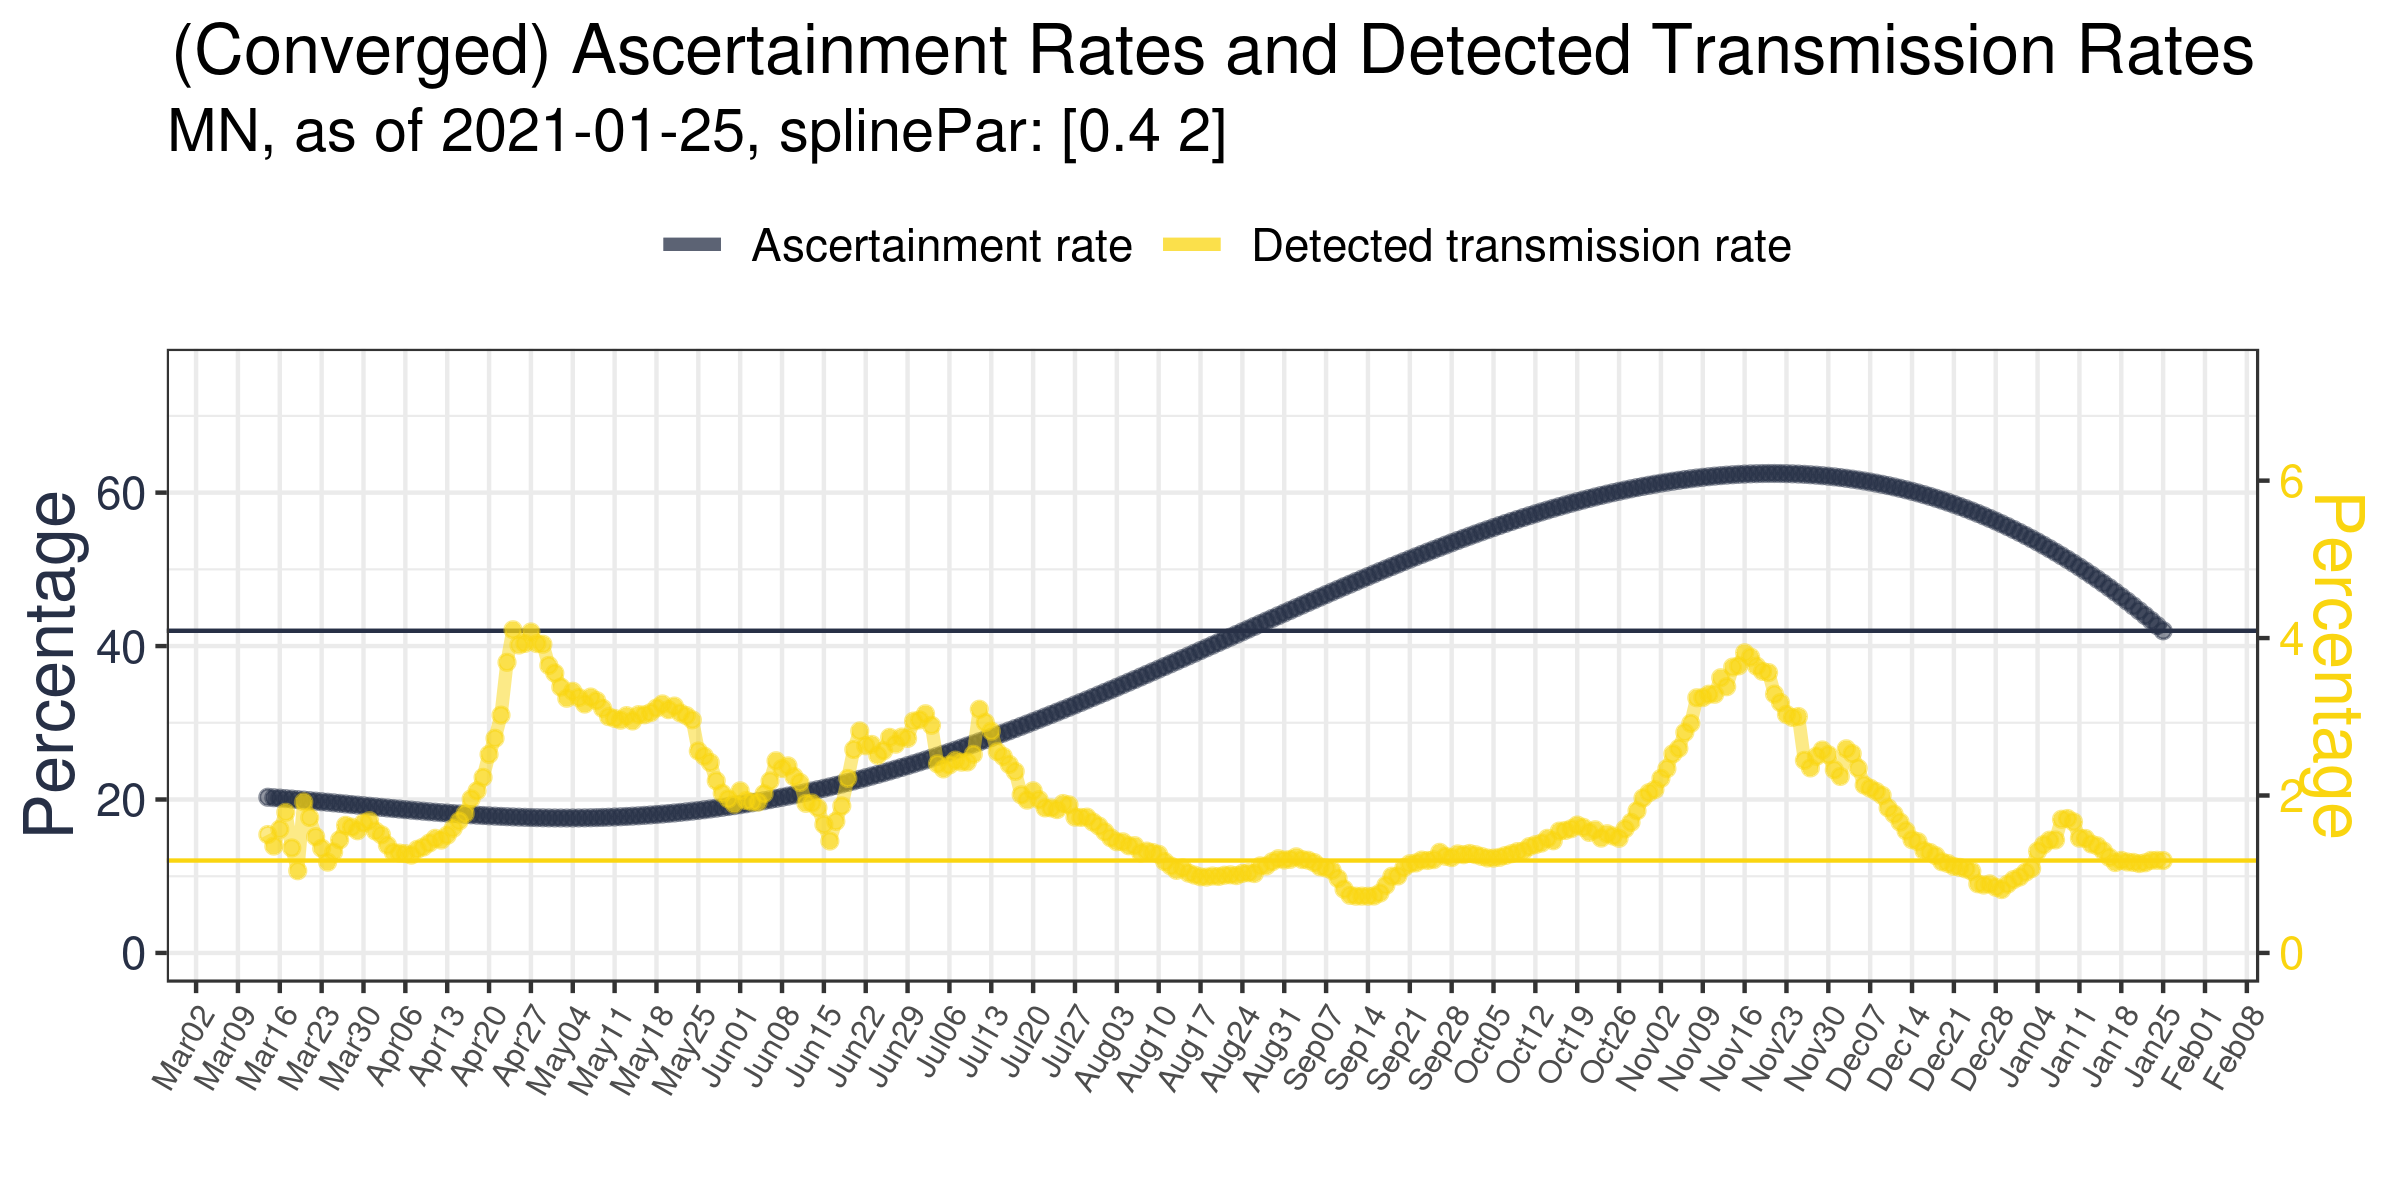 (Converged) Ascertainment Rates and Detected Transmission Rates
MN, as of 2021-01-25, splinePar: [0.4 2]
Ascertainment rate Detected transmission rate
Percentage
60
40
20
0
6
4
2
0
Percentage
Mar02 Mar09 Mar16 Mar23 Mar30 Apr06 Apr13 Apr20 Apr27 May04 May11 May18 May25 Jun01 Jun08 Jun15 Jun22 Jun29 Jul06 Jul13 Jul20 Jul27 Aug03 Aug10 Aug17 Aug24 Aug31 Sep07 Sep14 Sep21 Sep28 Oct05 Oct12 Oct19 Oct26 Nov02 Nov09 Nov16 Nov23 Nov30 Dec07 Dec14 Dec21 Dec28 Jan04 Jan11 Jan18 Jan25 Feb01 Feb08